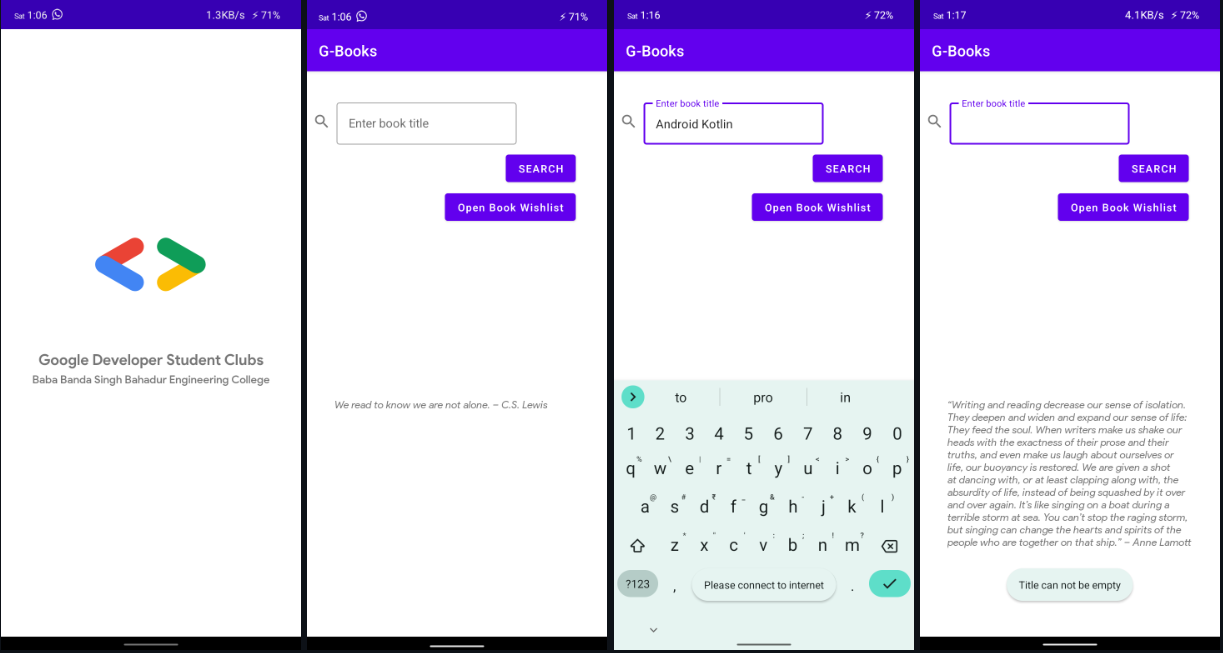 Sat 1:06 1.3KB/s 71%
Google Developer Student Clubs
Baba Banda Singh Bahadur Engineering College
Sat 1:06 71%
G-Books
Enter book title
SEARCH
Open Book Wishlist
We read to know we are not alone. – C.S. Lewis
Sat 1:16 72%
G-Books
Enter book title
Android Kotlin
SEARCH
Open Book Wishlist
to pro in
1 2 3 4 5 6 7 8 9 0
q w e r t y u i o p
a s d f g h j k l
z x c v b n m
?123 , Please connect to internet .
Sat 1:17 4.1KB/s 72%
G-Books
Enter book title
SEARCH
Open Book Wishlist
“Writing and reading decrease our sense of isolation.
They deepen and widen and expand our sense of life:
They feed the soul. When writers make us shake our
heads with the exactness of their prose and their
truths, and even make us laugh about ourselves or
life, our buoyancy is restored. We are given a shot
at dancing with, or at least clapping along with, the
absurdity of life, instead of being squashed by it over
and over again. It’s like singing on a boat during a
terrible storm at sea. You can’t stop the raging storm,
but singing can change the hearts and spirits of the
people who are together on that ship.” – Anne Lamott
Title can not be empty